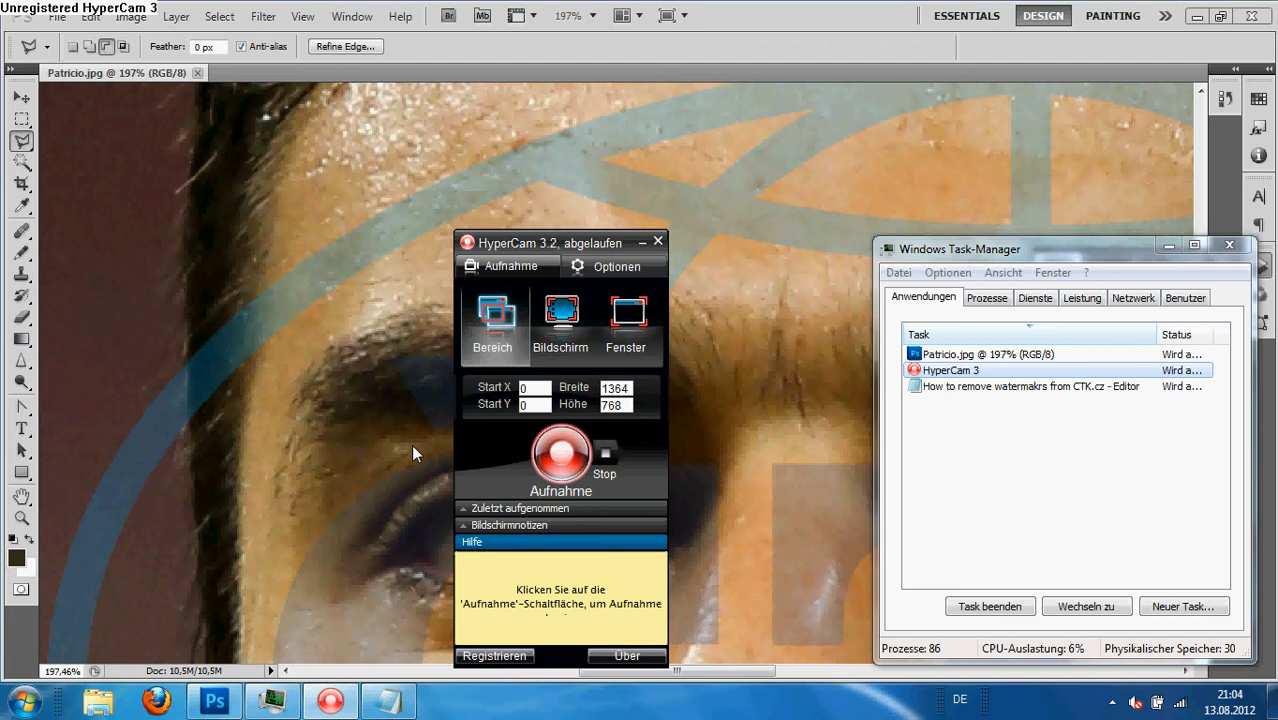 Unregistered HyperCam 3
Edit Image Layer Select Filter View Window Help Br Mb 197% ESSENTIALS DESIGN PAINTING
Feather: 0 px Anti-alias Refine Edge...
Patricio.jpg @ 197% (RGB/8) x
HyperCam 3.2, abgelaufen
Aufnahme Optionen
Bereich Bildschirm Fenster
Start X 0 Breite 1364
Start Y 0 Höhe 768
Stop
Aufnahme
Zuletzt aufgenommen
Bildschirmnotizen
Hilfe
Klicken Sie auf die
'Aufnahme'-Schaltfläche, um Aufnahme
Registrieren Über
Windows Task-Manager
Datei Optionen Ansicht Fenster ?
Anwendungen Prozesse Dienste Leistung Netzwerk Benutzer
Task Status
Patricio.jpg @ 197% (RGB/8) Wird a...
HyperCam 3 Wird a...
How to remove watermakrs from CTK.cz - Editor Wird a...
Task beenden Wechseln zu Neuer Task...
Prozesse: 86 CPU-Auslastung: 6% Physikalischer Speicher: 30
197,46% Doc: 10,5M/10,5M
Ps DE 21:04
13.08.2012